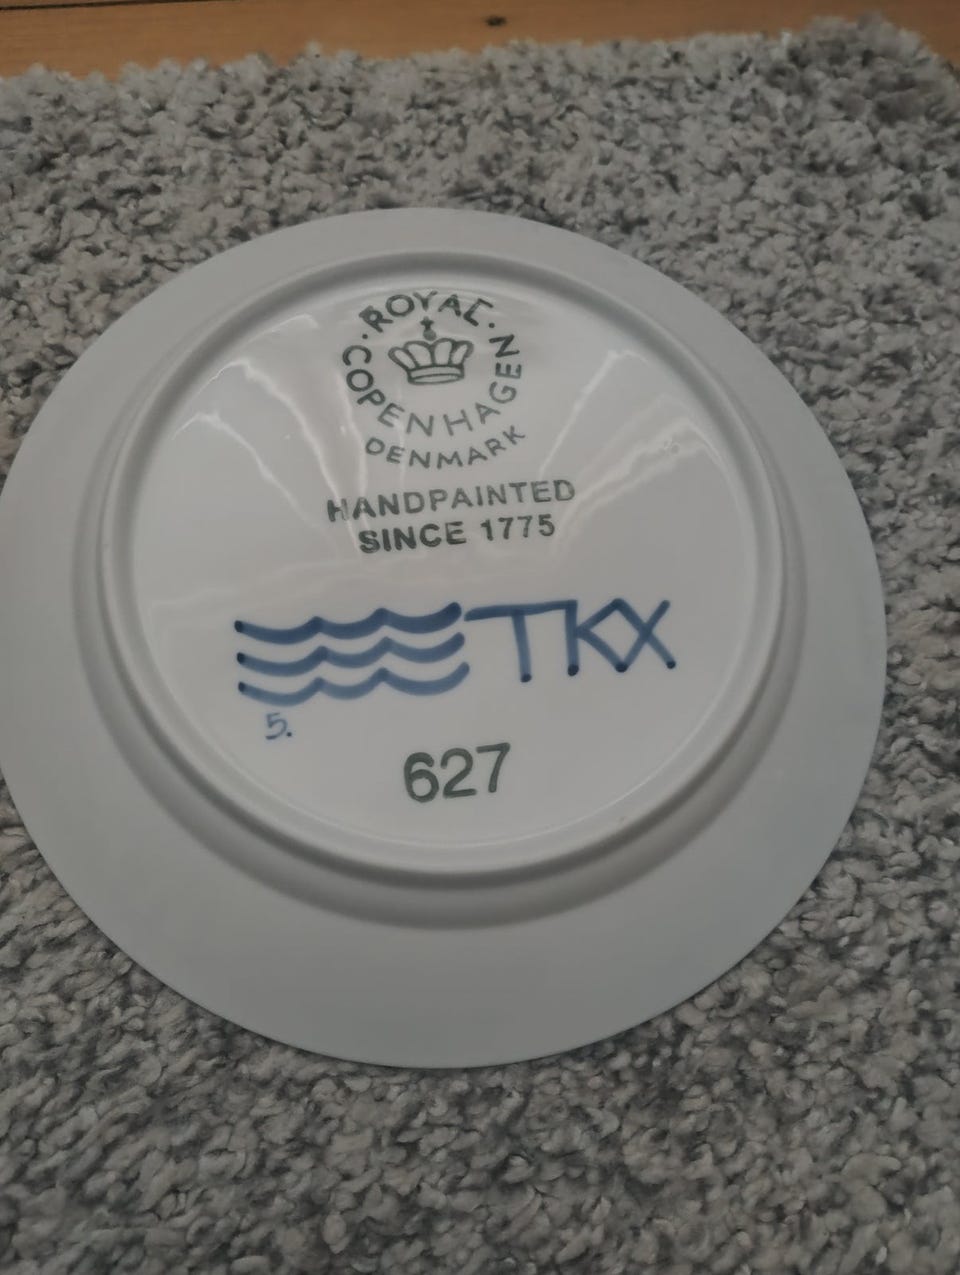 ROYAL
COPENHAGEN
DENMARK
HANDPAINTED
SINCE 1775
TKX
5.
627